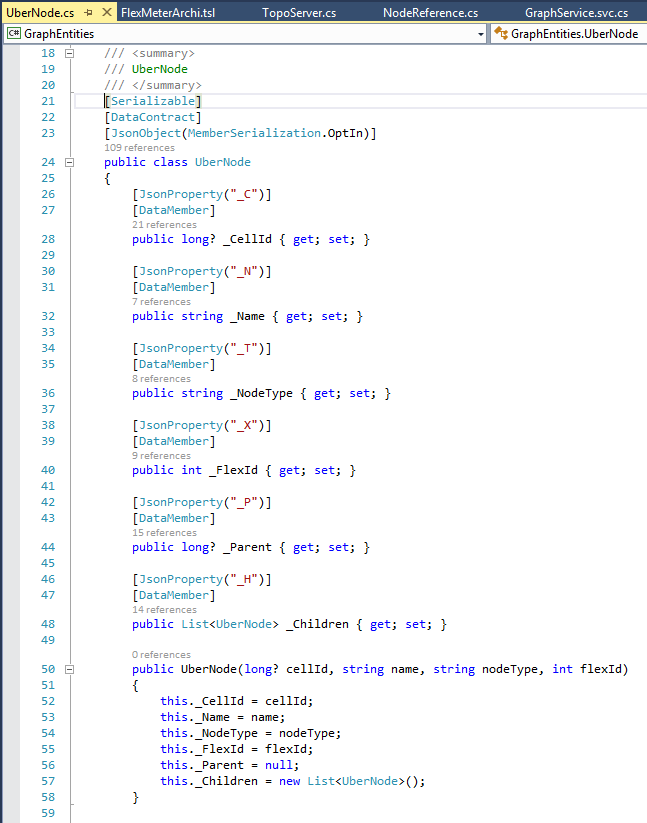 UberNode.cs FlexMeterArchi.tsl TopoServer.cs NodeReference.cs GraphService.svc.cs
C# GraphEntities GraphEntities.UberNode
18 /// <summary>
19 /// UberNode
20 /// </summary>
21 [Serializable]
22 [DataContract]
23 [JsonObject(MemberSerialization.OptIn)]
109 references
24 public class UberNode
25 {
26 [JsonProperty("_C")]
27 [DataMember]
21 references
28 public long? _CellId { get; set; }
29
30 [JsonProperty("_N")]
31 [DataMember]
7 references
32 public string _Name { get; set; }
33
34 [JsonProperty("_T")]
35 [DataMember]
8 references
36 public string _NodeType { get; set; }
37
38 [JsonProperty("_X")]
39 [DataMember]
9 references
40 public int _FlexId { get; set; }
41
42 [JsonProperty("_P")]
43 [DataMember]
15 references
44 public long? _Parent { get; set; }
45
46 [JsonProperty("_H")]
47 [DataMember]
14 references
48 public List<UberNode> _Children { get; set; }
49
0 references
50 public UberNode(long? cellId, string name, string nodeType, int flexId)
51 {
52 this._CellId = cellId;
53 this._Name = name;
54 this._NodeType = nodeType;
55 this._FlexId = flexId;
56 this._Parent = null;
57 this._Children = new List<UberNode>();
58 }
59